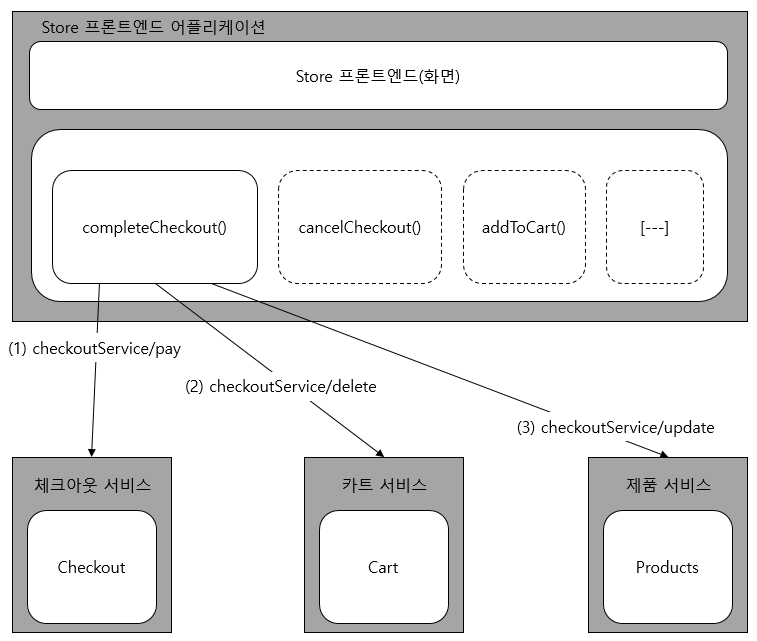 Store 프론트엔드 어플리케이션
Store 프론트엔드(화면)
completeCheckout()
cancelCheckout()
addToCart()
[---]
(1) checkoutService/pay
(2) checkoutService/delete
(3) checkoutService/update
체크아웃 서비스
카트 서비스
제품 서비스
Checkout
Cart
Products